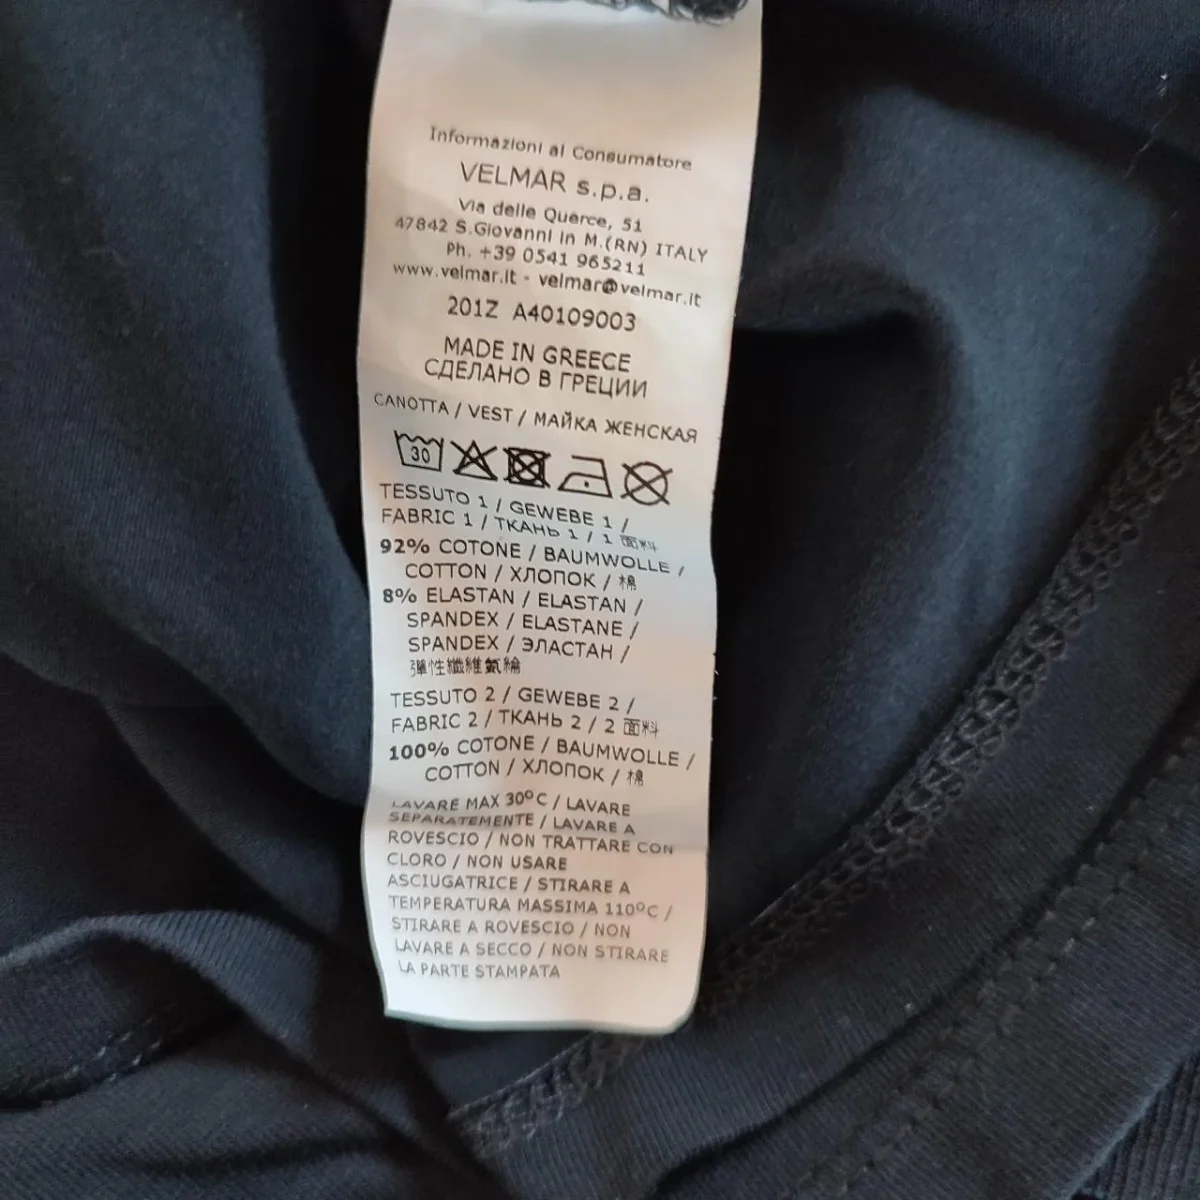 Informazioni al Consumatore
VELMAR s.p.a.
Via delle Querce, 51
47842 S.Giovanni in M.(RN) ITALY
Ph. +39 0541 965211
www.velmar.it - velmar@velmar.it
201Z A40109003
MADE IN GREECE
СДЕЛАНО В ГРЕЦИИ
CANOTTA / VEST / МАЙКА ЖЕНСКАЯ
30
TESSUTO 1 / GEWEBE 1 /
FABRIC 1 / ТКАНЬ 1 / 1 面料
92% COTONE / BAUMWOLLE /
COTTON / ХЛОПОК / 棉
8% ELASTAN / ELASTAN /
SPANDEX / ELASTANE /
SPANDEX / ЭЛАСТАН /
彈性纖維氨綸
TESSUTO 2 / GEWEBE 2 /
FABRIC 2 / ТКАНЬ 2 / 2 面料
100% COTONE / BAUMWOLLE /
COTTON / ХЛОПОК / 棉
LAVARE MAX 30°C / LAVARE
SEPARATEMENTE / LAVARE A
ROVESCIO / NON TRATTARE CON
CLORO / NON USARE
ASCIUGATRICE / STIRARE A
TEMPERATURA MASSIMA 110°C /
STIRARE A ROVESCIO / NON
LAVARE A SECCO / NON STIRARE
LA PARTE STAMPATA